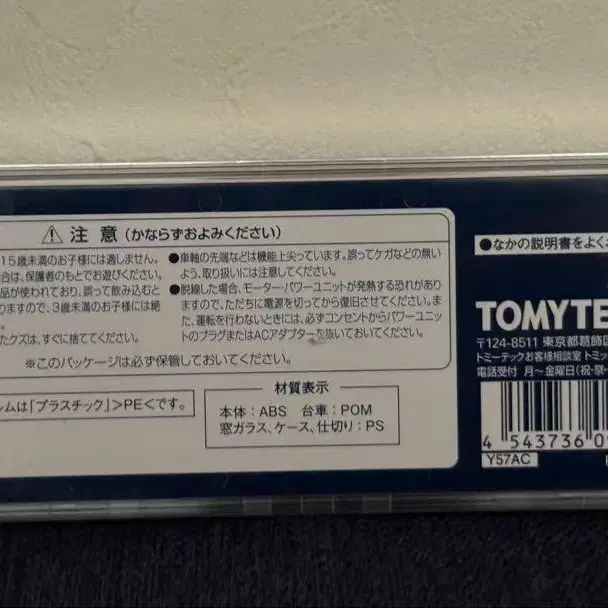 ⚠ 注 意 (かならずおよみください)
15歳未満のお子様には適しません。
合は、保護者のもとでお遊びください。
品が使われており、誤って飲み込むと
りますので、3歳未満のお子様には絶
たクズは、すぐに捨ててください。
●車輪の先端などは機能上尖っています。誤ってケガなどの無い
よう、取り扱いには注意してください。
●脱線した場合、モーター・パワーユニットが発熱する恐れがあり
ますので、ただちに電源を切ってから復旧させてください。ま
た、運転を行わないときには、必ずコンセントからパワーユニッ
トのプラグまたはACアダプターを抜いておいてください。
※このパッケージは必ず保管しておいてください。
ルムは「プラスチック」>PE<です。
材質表示
本体:ABS 台車:POM
窓ガラス、ケース、仕切り:PS
●なかの説明書をよくお
TOMYTE
〒124-8511 東京都葛飾区
トミーテックお客様相談室 トミック
電話受付 月〜金曜日(祝・祭・
4 543736 0
Y57AC